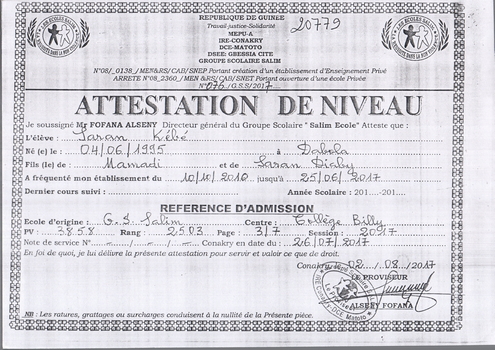 REPUBLIQUE DE GUINEE
Travail-justice-Solidarité
20779
MEPU-A
IRE-CONAKRY
DCE-MATOTO
DSEE: GBESSIA CITE
GROUPE SCOLAIRE SALIM
N°08/_0138_/MEN&RS/CAB/SNEP Portant création d'un établissement d'Enseignement Privé
ARRETE N°08_2360_/MEN &RS/CAB/SNET Portant ouverture d'une école Privée
N°076/G.S.S/2017
ATTESTATION DE NIVEAU
Je soussigné Mr FOFANA ALSENY Directeur général du Groupe Scolaire "Salim Ecole" Atteste que :
L'élève : Saran Kébé
Né (e) le : 04/06/1995 à Dabola
Fils (le) de : Mamadi et de Saran Diaby
A fréquenté mon établissement du 10/10/2010 jusqu'à 25/06/2017
Dernier cours suivi : Année Scolaire : 201....-201....
REFERENCE D'ADMISSION
Ecole d'origine : G.S. Salim Centre : Collège Billy
PV : 3858 Rang : 2503 Page : 3/7 Session : 2017
Note de service N° Conakry en date du : 26/07/2017
En foi de quoi, je lui délivre la présente attestation pour servir et valoir ce que de droit.
Conakry 02/08/2017
LE PROVISEUR
ALSENY FOFANA
DCE. Matoto
NB : Les ratures, grattages ou surcharges conduisent à la nullité de la Présente pièce.